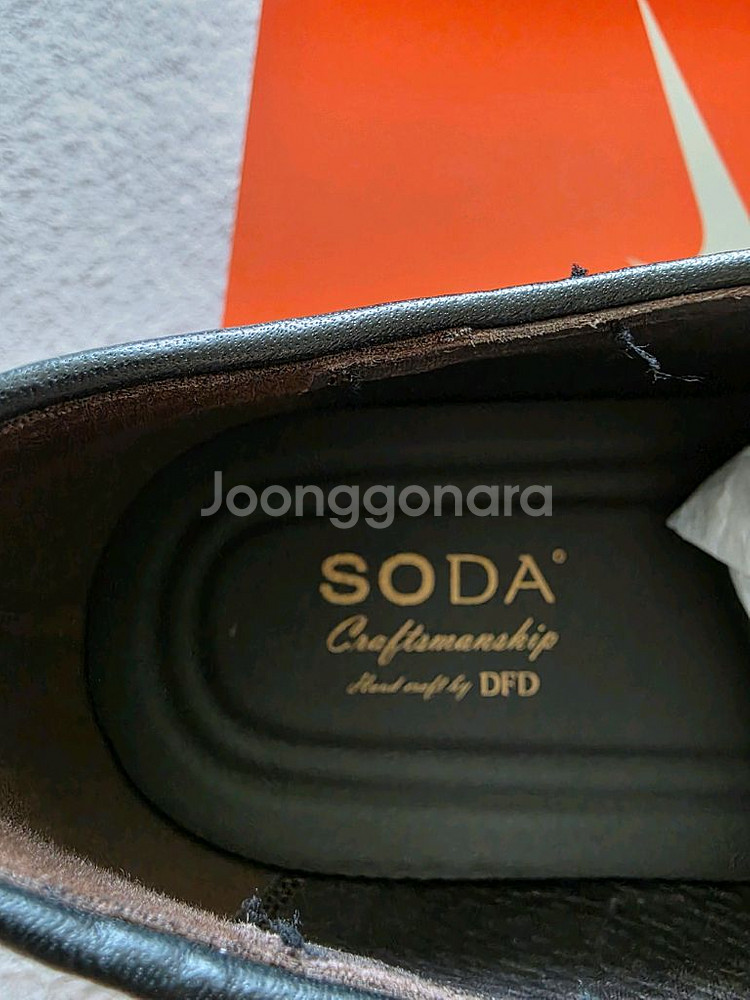 Joonggonara
SODA°
Craftsmanship
Hand craft by DFD